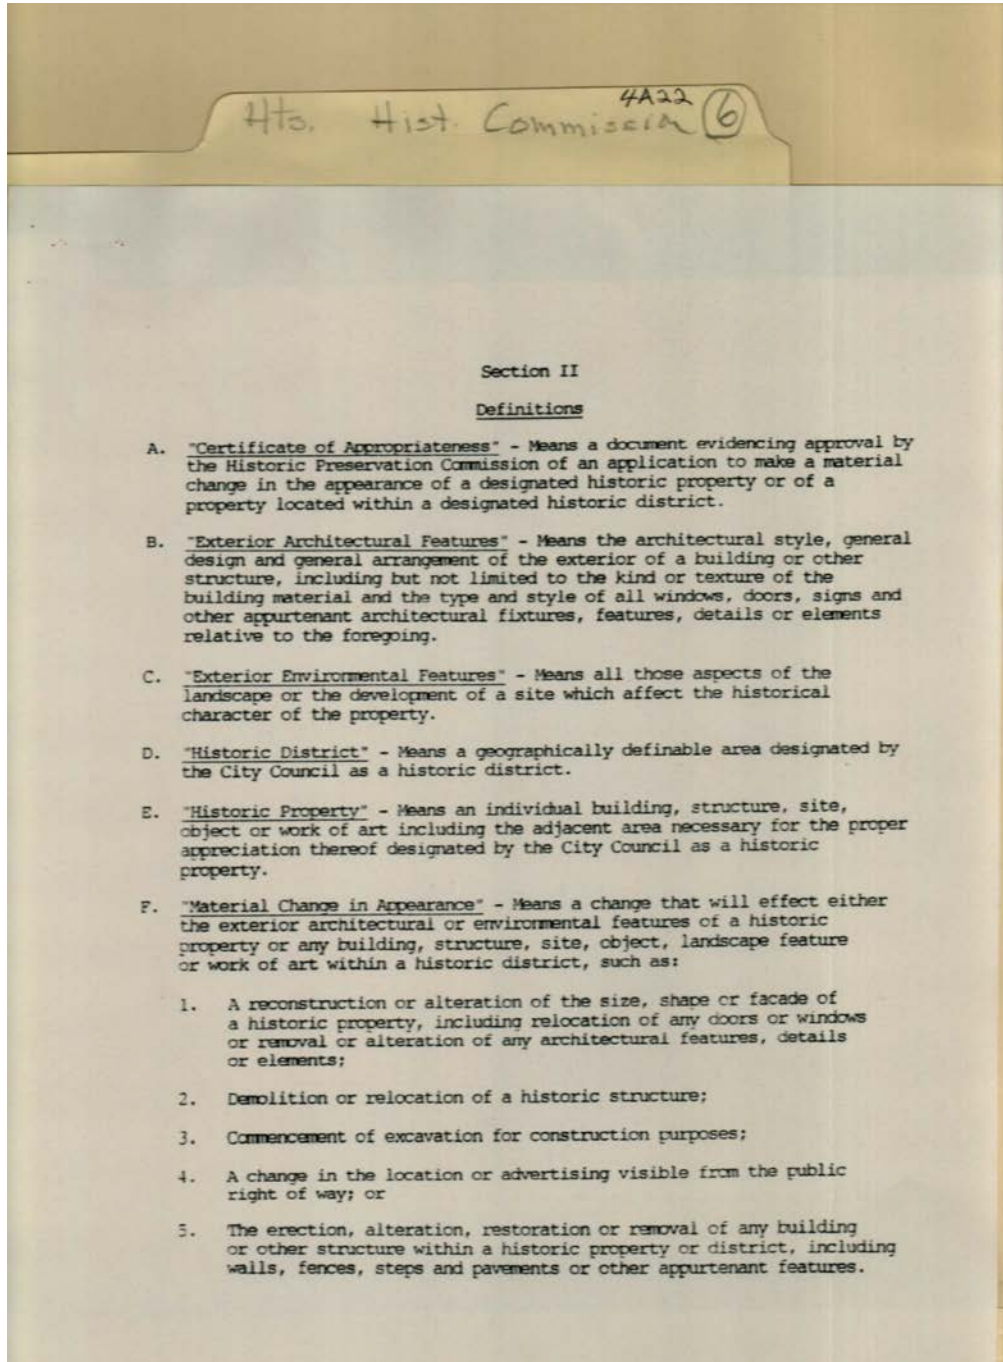 4A22
Hts. Hist. Commission 6
Section II
Definitions
A. "Certificate of Appropriateness" - Means a document evidencing approval by
the Historic Preservation Commission of an application to make a material
change in the appearance of a designated historic property or of a
property located within a designated historic district.
B. "Exterior Architectural Features" - Means the architectural style, general
design and general arrangement of the exterior of a building or other
structure, including but not limited to the kind or texture of the
building material and the type and style of all windows, doors, signs and
other appurtenant architectural fixtures, features, details or elements
relative to the foregoing.
C. "Exterior Environmental Features" - Means all those aspects of the
landscape or the development of a site which affect the historical
character of the property.
D. "Historic District" - Means a geographically definable area designated by
the City Council as a historic district.
E. "Historic Property" - Means an individual building, structure, site,
object or work of art including the adjacent area necessary for the proper
appreciation thereof designated by the City Council as a historic
property.
F. "Material Change in Appearance" - Means a change that will effect either
the exterior architectural or environmental features of a historic
property or any building, structure, site, object, landscape feature
or work of art within a historic district, such as:
1. A reconstruction or alteration of the size, shape or facade of
a historic property, including relocation of any doors or windows
or removal or alteration of any architectural features, details
or elements;
2. Demolition or relocation of a historic structure;
3. Commencement of excavation for construction purposes;
4. A change in the location or advertising visible from the public
right of way; or
5. The erection, alteration, restoration or removal of any building
or other structure within a historic property or district, including
walls, fences, steps and pavements or other appurtenant features.